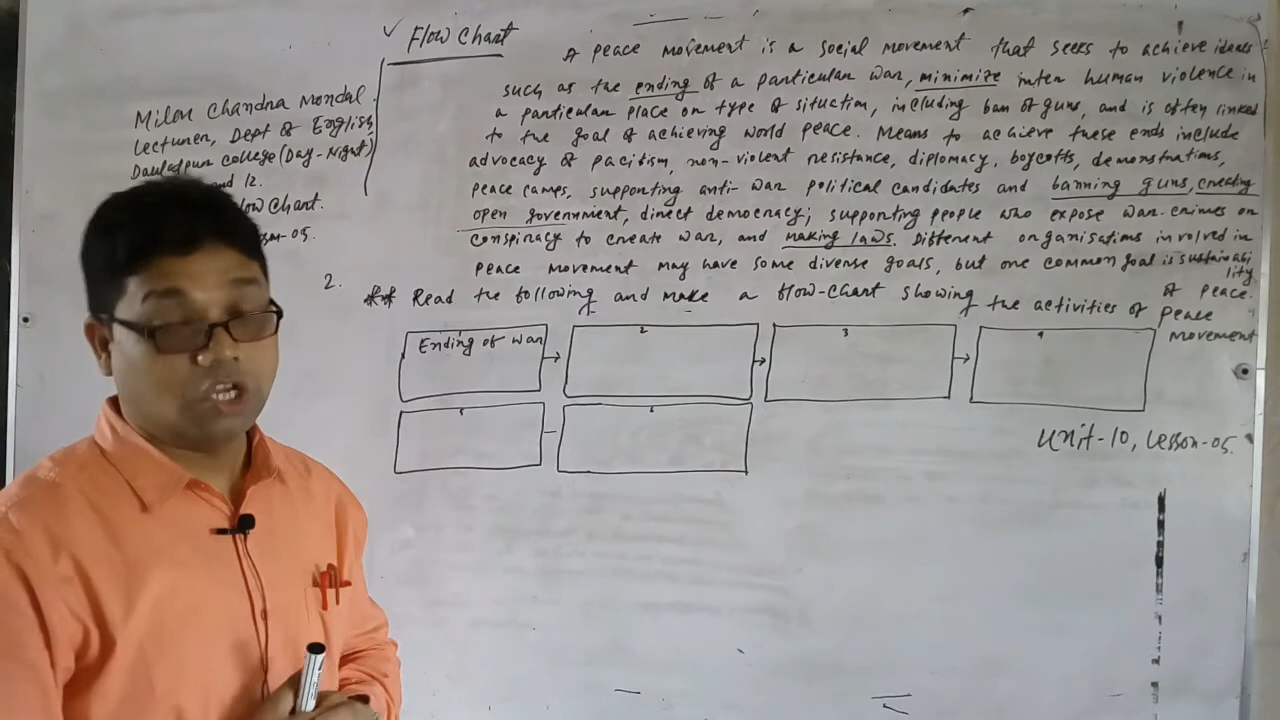 ✓ Flow Chart
Milon Chandra Mondal.
Lecturer, Dept of English,
Daulatpur College (Day-Night)
and 12.
Flow Chart.
Lesson-05.
A peace movement is a social movement that seeks to achieve ideals
such as the ending of a particular war, minimize inter human violence in
a particular place or type of situation, including ban of guns, and is often linked
to the goal of achieving world peace. Means to achieve these ends include
advocacy of pacifism, non-violent resistance, diplomacy, boycotts, demonstrations,
peace camps, supporting anti-war political candidates and banning guns, creating
open government, direct democracy; supporting people who expose war-crimes or
conspiracy to create war, and making laws. Different organisations involved in
peace movement may have some diverse goals, but one common goal is sustainability
of peace.
2.
** Read the following and make a flow-chart showing the activities of peace
movement
Ending of war
2
3
4
5
6
Unit-10, Lesson-05.